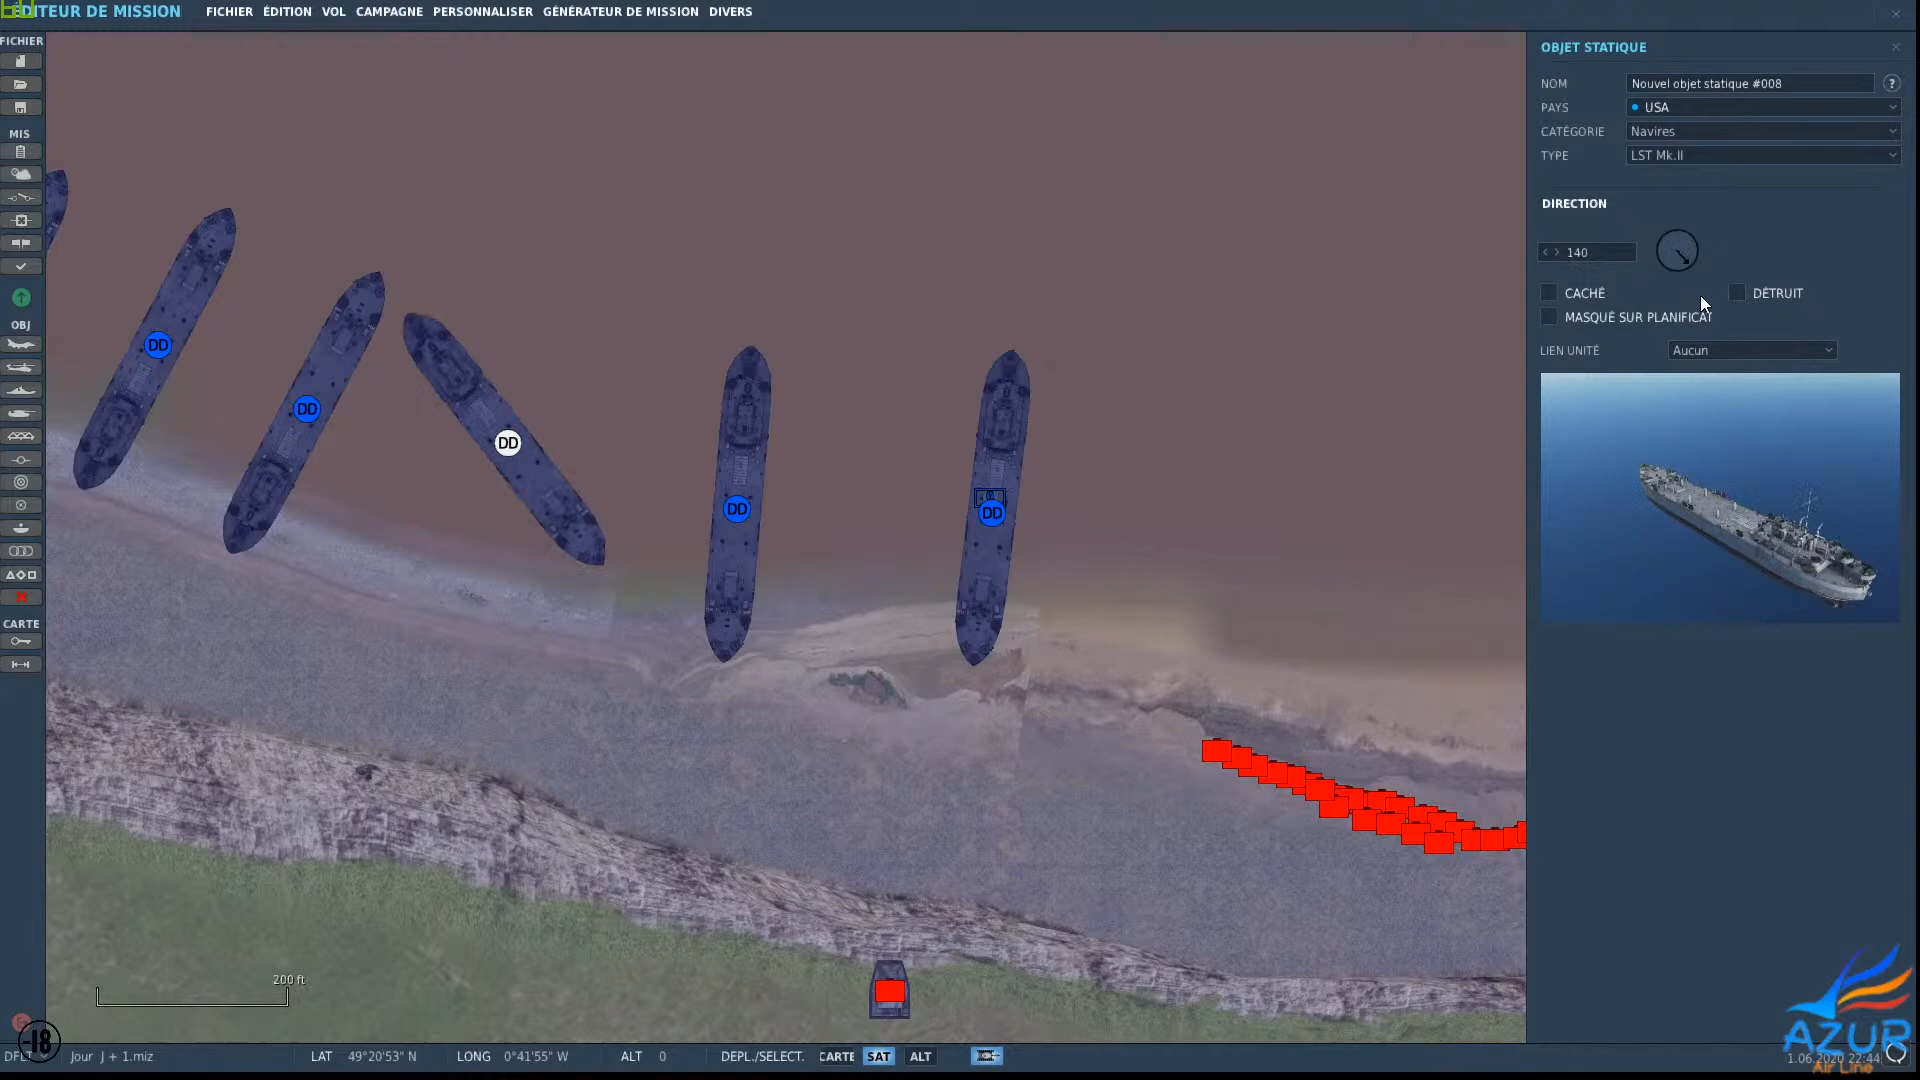 ÉDITEUR DE MISSION
FICHIER ÉDITION VOL CAMPAGNE PERSONNALISER GÉNÉRATEUR DE MISSION DIVERS
FICHIER
MIS
OBJ
CARTE
OBJET STATIQUE
NOM Nouvel objet statique #008 ?
PAYS USA
CATÉGORIE Navires
TYPE LST Mk.II
DIRECTION
< > 140
CACHÉ DÉTRUIT
MASQUÉ SUR PLANIFICAT
LIEN UNITÉ Aucun
DD
DD
DD
DD
DD
200 ft
-18
Jour J + 1.miz LAT 49°20'53" N LONG 0°41'55" W ALT 0 DEPL./SELECT. CARTE SAT ALT
1.06.2020 22:44
AZUR
Air Line